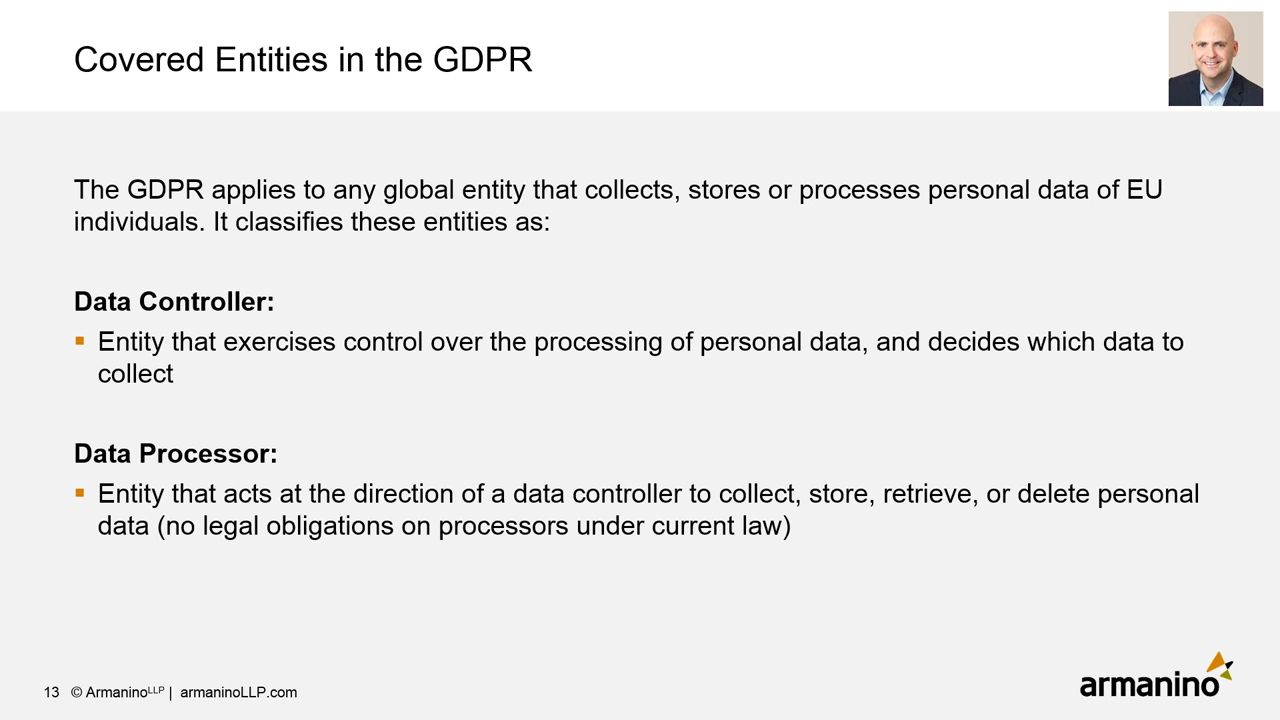 Covered Entities in the GDPR
The GDPR applies to any global entity that collects, stores or processes personal data of EU
individuals. It classifies these entities as:
Data Controller:
▪ Entity that exercises control over the processing of personal data, and decides which data to
collect
Data Processor:
▪ Entity that acts at the direction of a data controller to collect, store, retrieve, or delete personal
data (no legal obligations on processors under current law)
13 © ArmaninoLLP | armaninoLLP.com
armanino